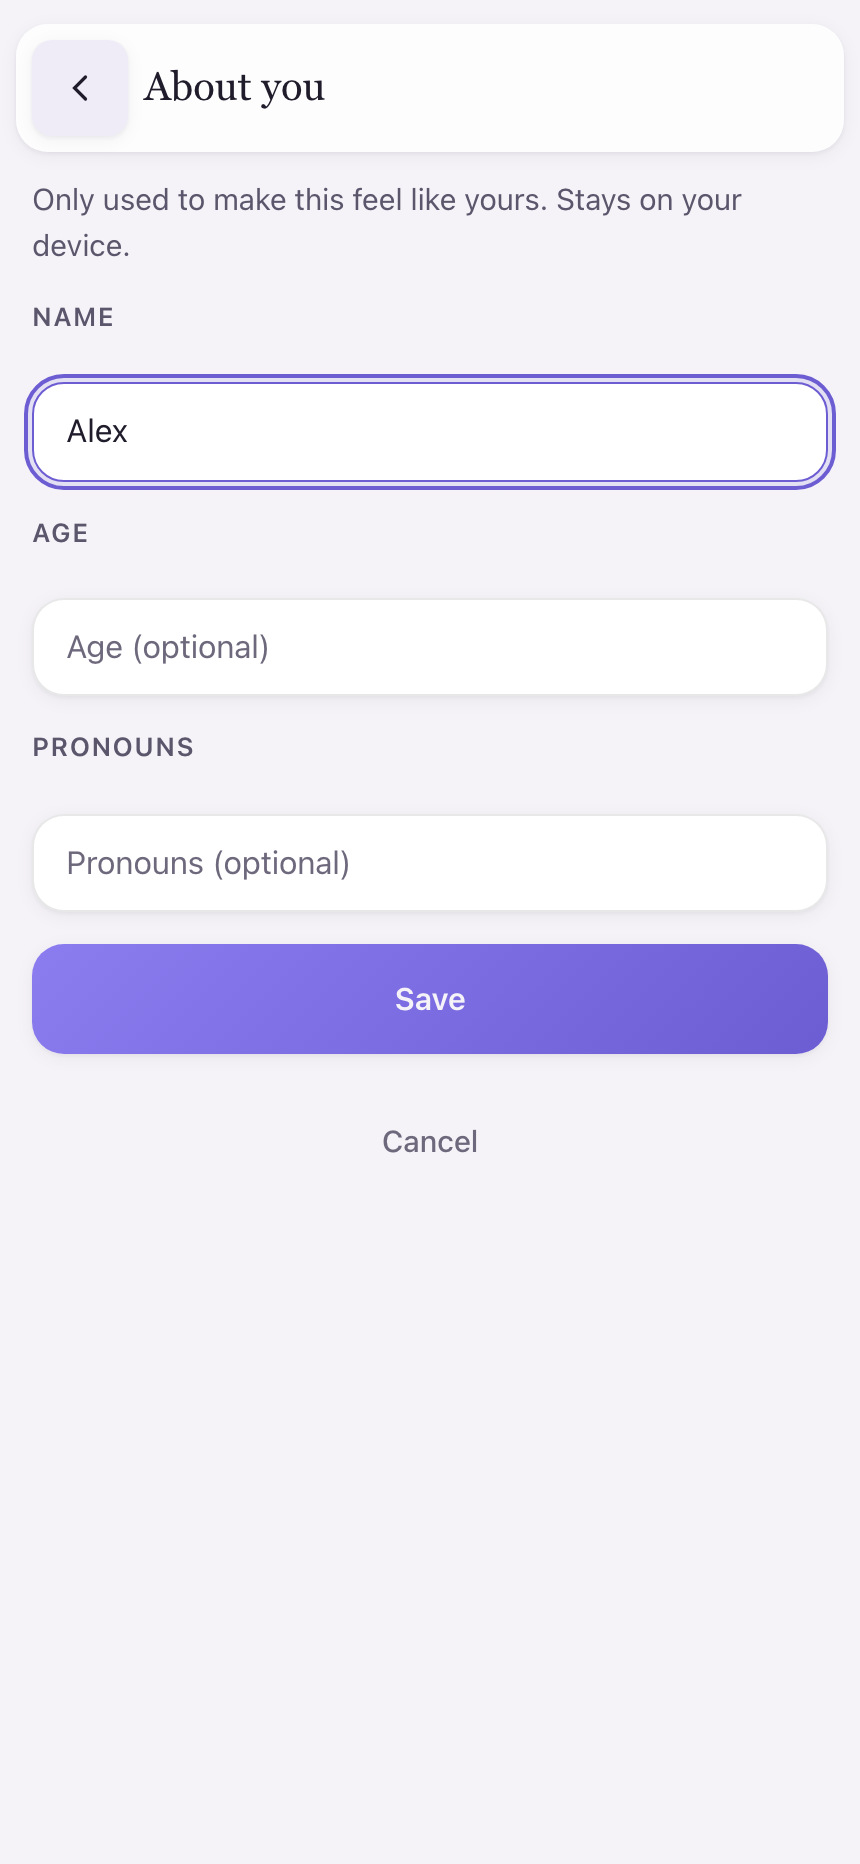 About you
Only used to make this feel like yours. Stays on your
device.
NAME
Alex
AGE
Age (optional)
PRONOUNS
Pronouns (optional)
Save
Cancel